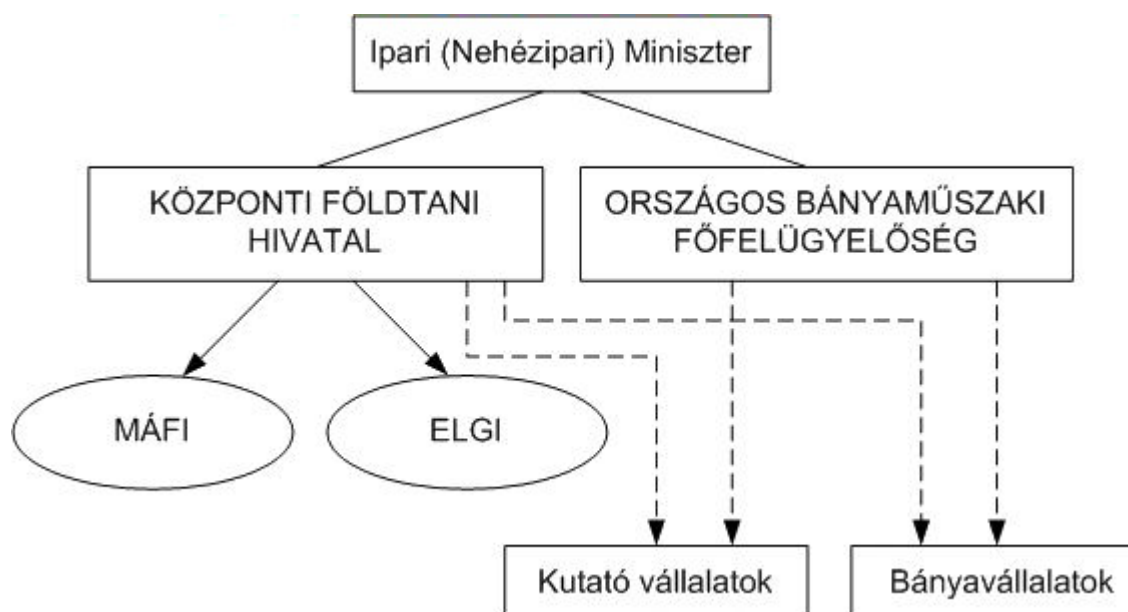 Ipari (Nehézipari) Miniszter
KÖZPONTI FÖLDTANI
HIVATAL
ORSZÁGOS BÁNYAMŰSZAKI
FŐFELÜGYELŐSÉG
MÁFI
ELGI
Kutató vállalatok
Bányavállalatok